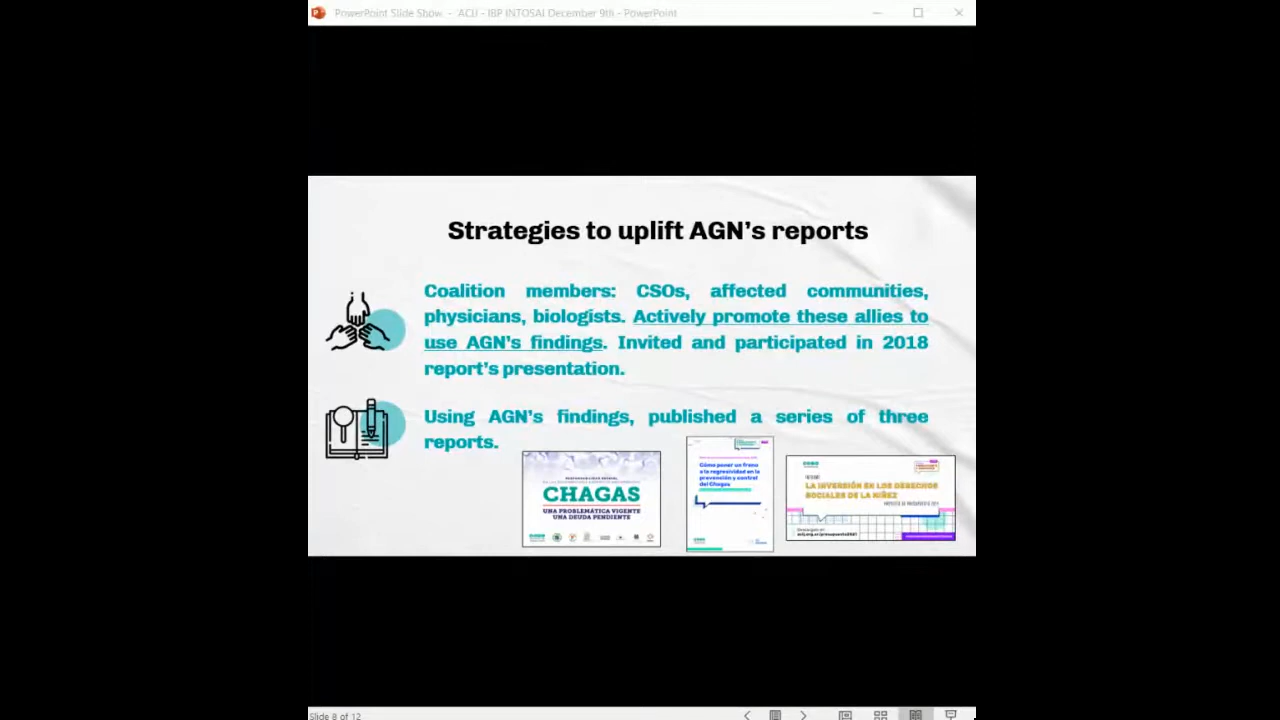 PowerPoint Slide Show - ACIJ - IBP INTOSAI December 9th - PowerPoint
Strategies to uplift AGN's reports
Coalition members: CSOs, affected communities,
physicians, biologists. Actively promote these allies to
use AGN's findings. Invited and participated in 2018
report's presentation.
Using AGN's findings, published a series of three
reports.
CHAGAS
UNA PROBLEMÁTICA VIGENTE
UNA DEUDA PENDIENTE
Cómo poner un freno
a la regresividad en la
prevención y control
del Chagas
LA INVERSIÓN EN LOS DERECHOS
SOCIALES DE LA NIÑEZ
Slide 8 of 12